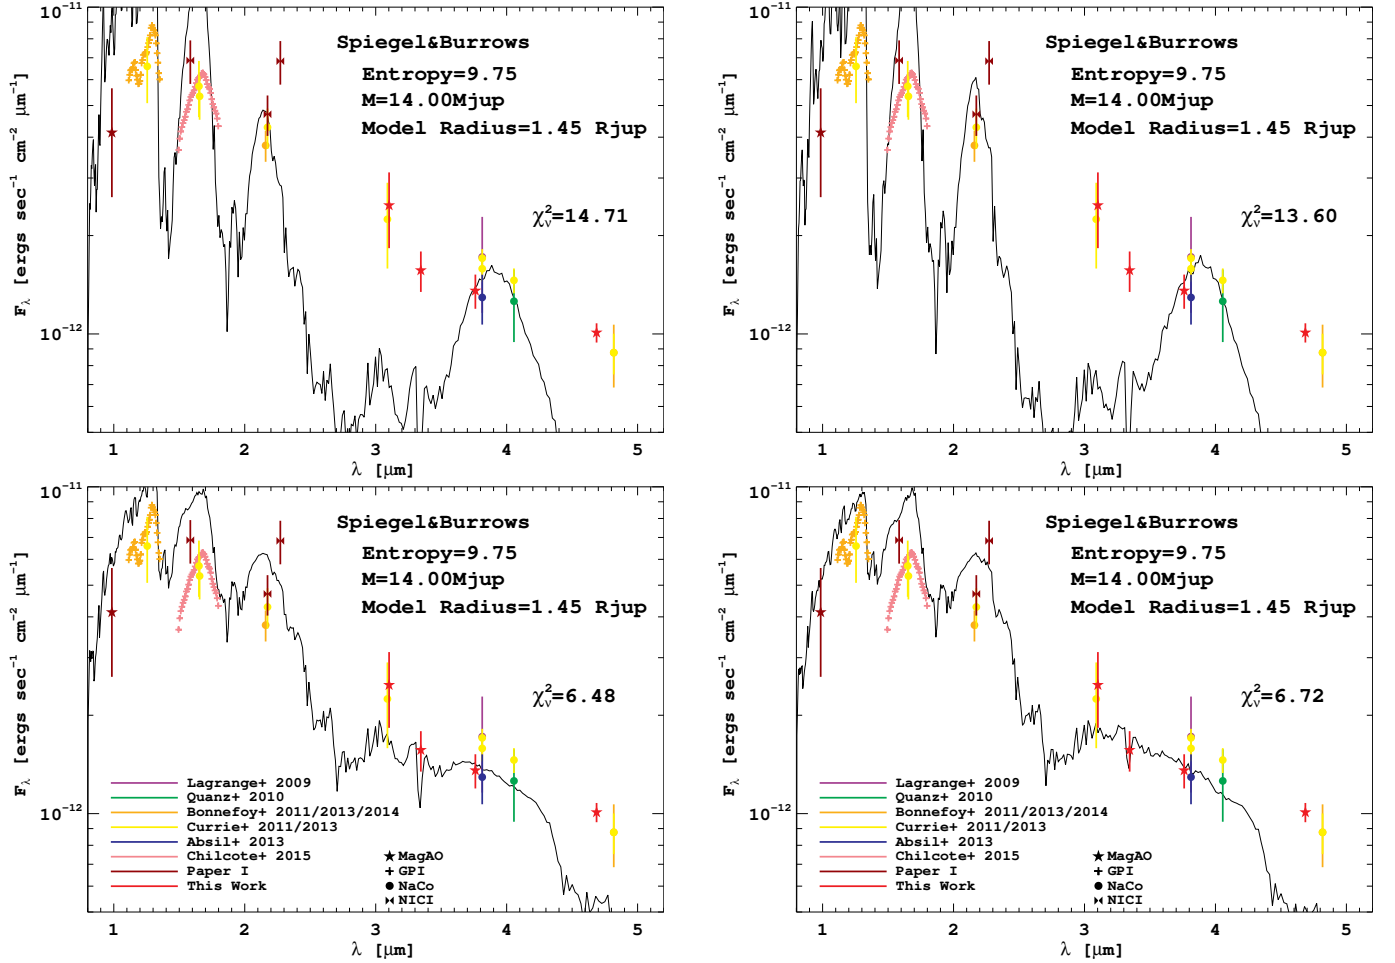 10⁻¹¹
10⁻¹²
F_λ [ergs sec⁻¹ cm⁻² μm⁻¹]
Spiegel&Burrows
Entropy=9.75
M=14.00Mjup
Model Radius=1.45 Rjup
χ²_ν=14.71
1 2 3 4 5
λ [μm]
10⁻¹¹
10⁻¹²
F_λ [ergs sec⁻¹ cm⁻² μm⁻¹]
Spiegel&Burrows
Entropy=9.75
M=14.00Mjup
Model Radius=1.45 Rjup
χ²_ν=13.60
1 2 3 4 5
λ [μm]
10⁻¹¹
10⁻¹²
F_λ [ergs sec⁻¹ cm⁻² μm⁻¹]
Spiegel&Burrows
Entropy=9.75
M=14.00Mjup
Model Radius=1.45 Rjup
χ²_ν=6.48
Lagrange+ 2009
Quanz+ 2010
Bonnefoy+ 2011/2013/2014
Currie+ 2011/2013
Absil+ 2013
Chilcote+ 2015
Paper I
This Work
MagAO
GPI
NaCo
NICI
1 2 3 4 5
λ [μm]
10⁻¹¹
10⁻¹²
F_λ [ergs sec⁻¹ cm⁻² μm⁻¹]
Spiegel&Burrows
Entropy=9.75
M=14.00Mjup
Model Radius=1.45 Rjup
χ²_ν=6.72
Lagrange+ 2009
Quanz+ 2010
Bonnefoy+ 2011/2013/2014
Currie+ 2011/2013
Absil+ 2013
Chilcote+ 2015
Paper I
This Work
MagAO
GPI
NaCo
NICI
1 2 3 4 5
λ [μm]